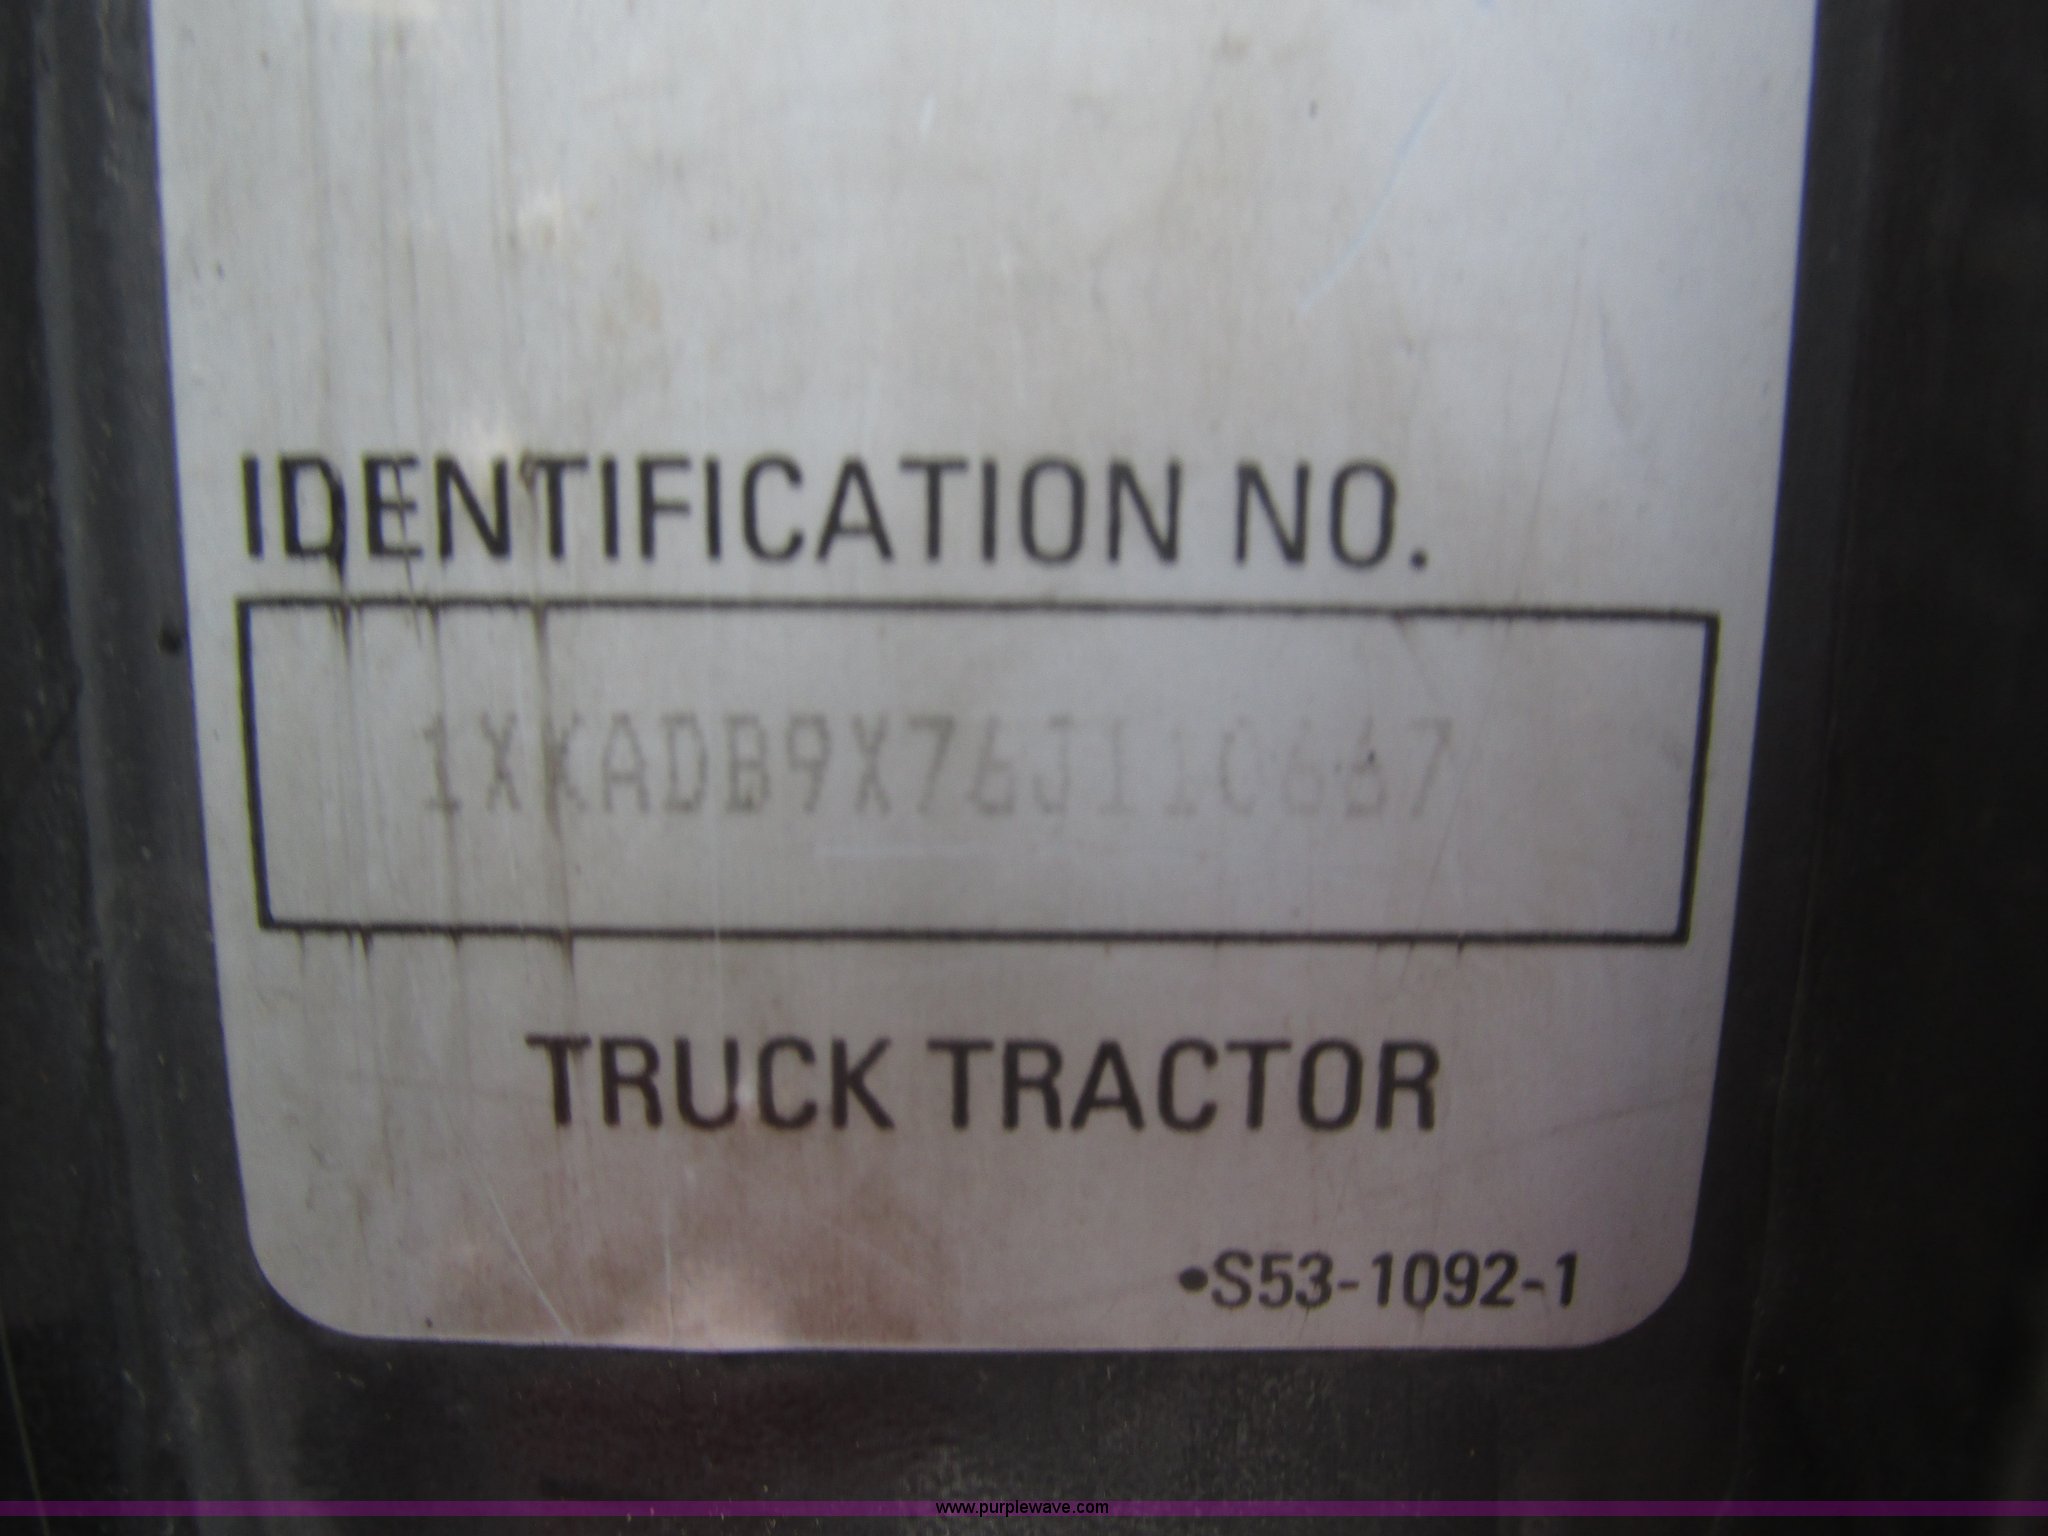 IDENTIFICATION NO.
1XKADB9X76J110667
TRUCK TRACTOR
•S53-1092-1
www.purplewave.com